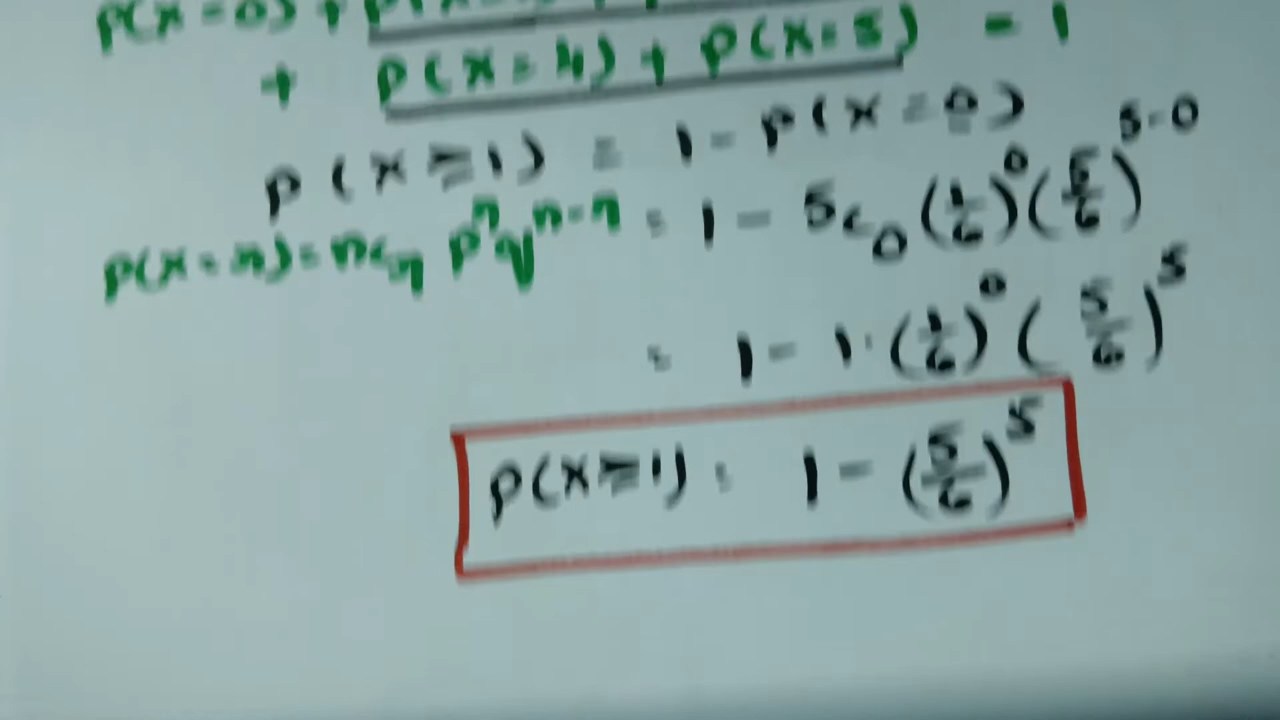 P(X=0) + P(X=
+ P(X=4) + P(X=5) = 1
P(X≥1) = 1 - P(X=0)
P(X=r) = nCr p^r q^n-r = 1 - 5C0 (1/6)^0 (5/6)^5-0
= 1 - 1·(1/6)^0 (5/6)^5
P(X≥1) = 1 - (5/6)^5